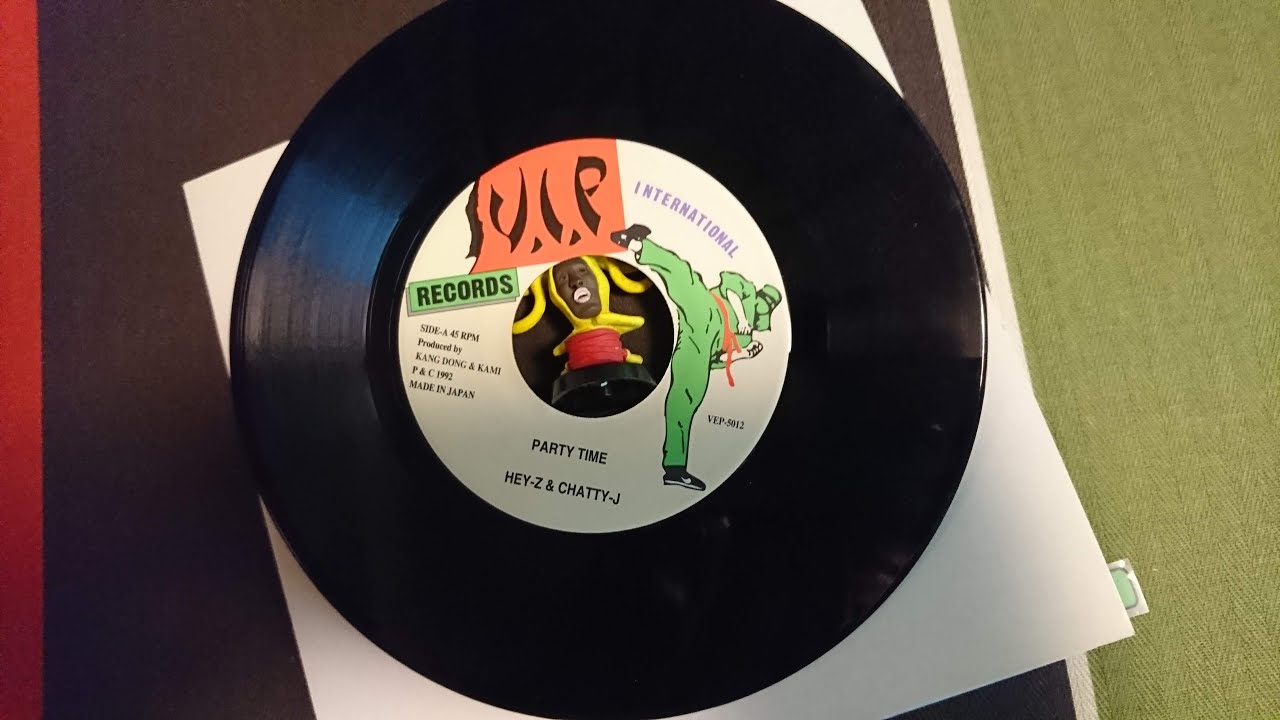 INTERNATIONAL
RECORDS
SIDE-A 45 RPM
Produced by
KANG DONG & KAMI
P & C 1992
MADE IN JAPAN
VEP-5012
PARTY TIME
HEY-Z & CHATTY-J